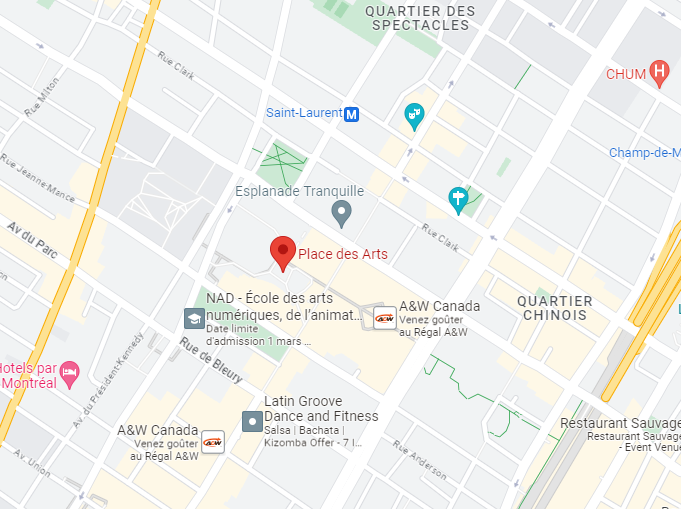 QUARTIER DES
SPECTACLES
Rue Clark
CHUM
H
Rue Milton
Saint-Laurent
M
Champ-de-M
Rue Jeanne-Mance
Esplanade Tranquille
Rue Clark
Av du Parc
Place des Arts
NAD - École des arts
numériques, de l'animat...
Date limite
d'admission 1 mars ...
A&W Canada
Venez goûter
au Régal A&W
A&W
QUARTIER
CHINOIS
Rue de Bleury
Hotels par
Montréal
Av du Président-Kennedy
Latin Groove
Dance and Fitness
Salsa | Bachata |
Kizomba Offer - 7 l...
A&W Canada
Venez goûter
au Régal A&W
A&W
Restaurant Sauvage
Restaurant Sauvage
- Event Venue
Av. Union
Rue Anderson